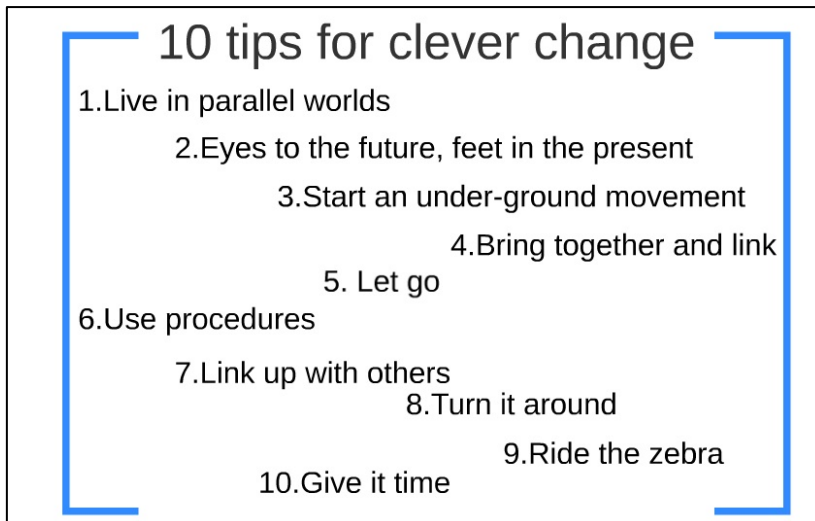 10 tips for clever change
1.Live in parallel worlds
2.Eyes to the future, feet in the present
3.Start an under-ground movement
4.Bring together and link
5. Let go
6.Use procedures
7.Link up with others
8.Turn it around
9.Ride the zebra
10.Give it time